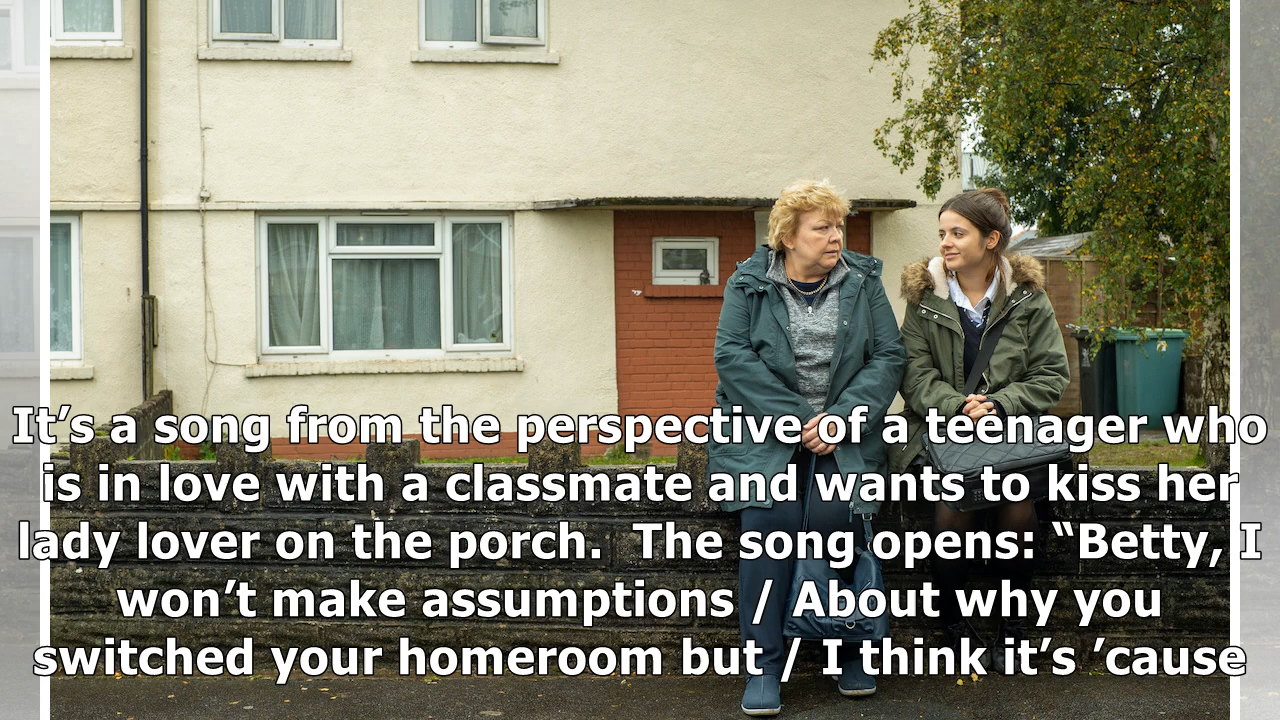 It’s a song from the perspective of a teenager who
is in love with a classmate and wants to kiss her
lady lover on the porch.  The song opens: “Betty, I
won’t make assumptions / About why you
switched your homeroom but / I think it’s ’cause